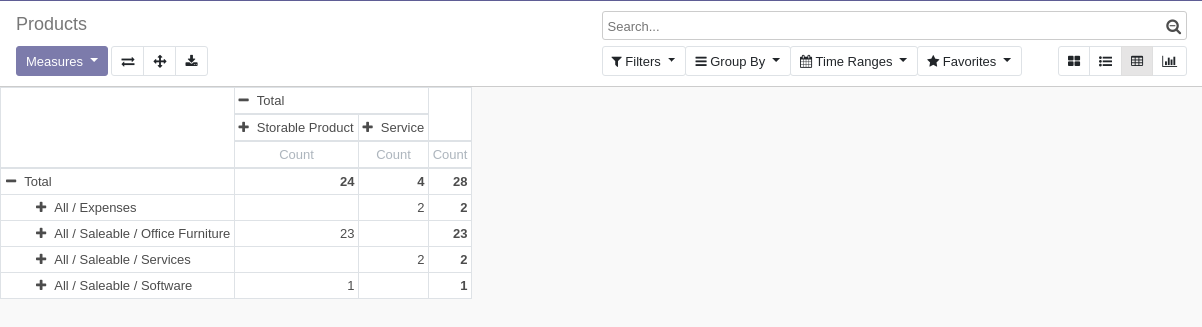 Products
Search...
Measures
Filters Group By Time Ranges Favorites
Total
Storable Product Service
Count Count Count
Total 24 4 28
All / Expenses 2 2
All / Saleable / Office Furniture 23 23
All / Saleable / Services 2 2
All / Saleable / Software 1 1